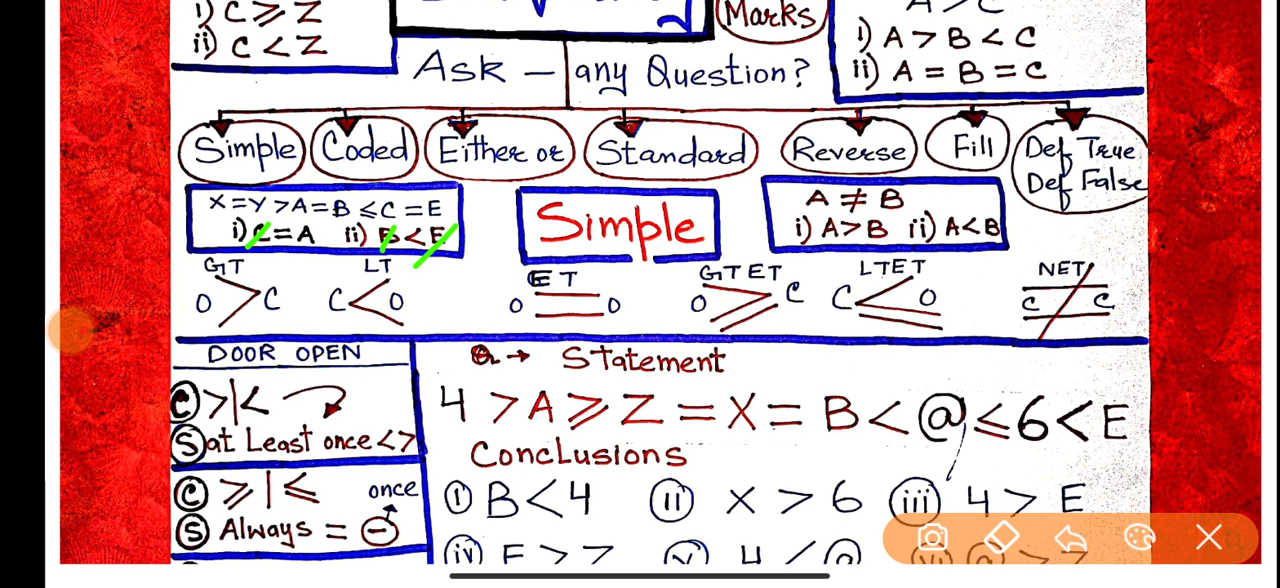 i) C ⩾ Z
ii) C < Z
Marks
i) A > B < C
ii) A = B = C
Ask — any Question?
Simple
Coded
Either or
Standard
Reverse
Fill
Def True
Def False
X=Y>A=B≤C=E
i) C=A ii) B<E
Simple
A ≠ B
i) A>B ii) A<B
GT
O > C
LT
C < O
ET
O = O
GTET
O ⩾ C
LTET
C ⩽ O
NET
C ≠ C
DOOR OPEN
C >|<
S at Least once <>
C ⩾|≤ once
S Always = ⊖
Q → Statement
4 > A ⩾ Z = X = B < @ ≤ 6 < E
Conclusions
i B < 4 ii X > 6 iii 4 > E